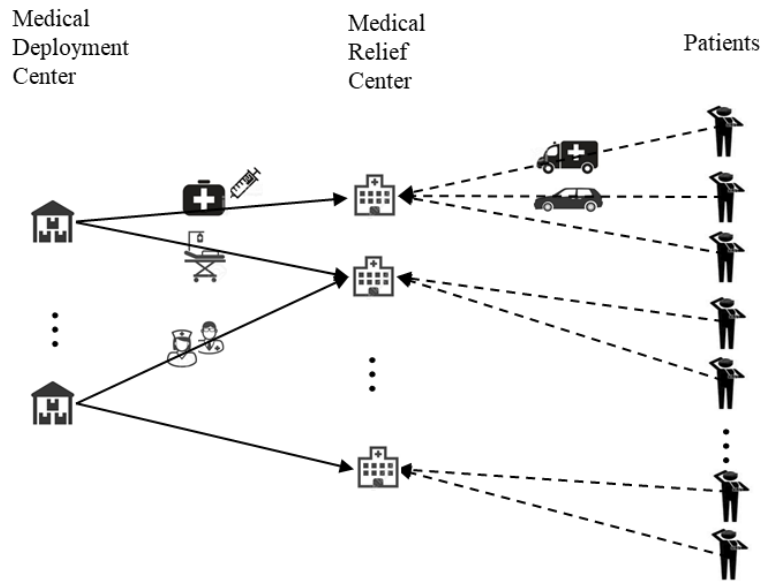 Medical
Deployment
Center
Medical
Relief
Center
Patients